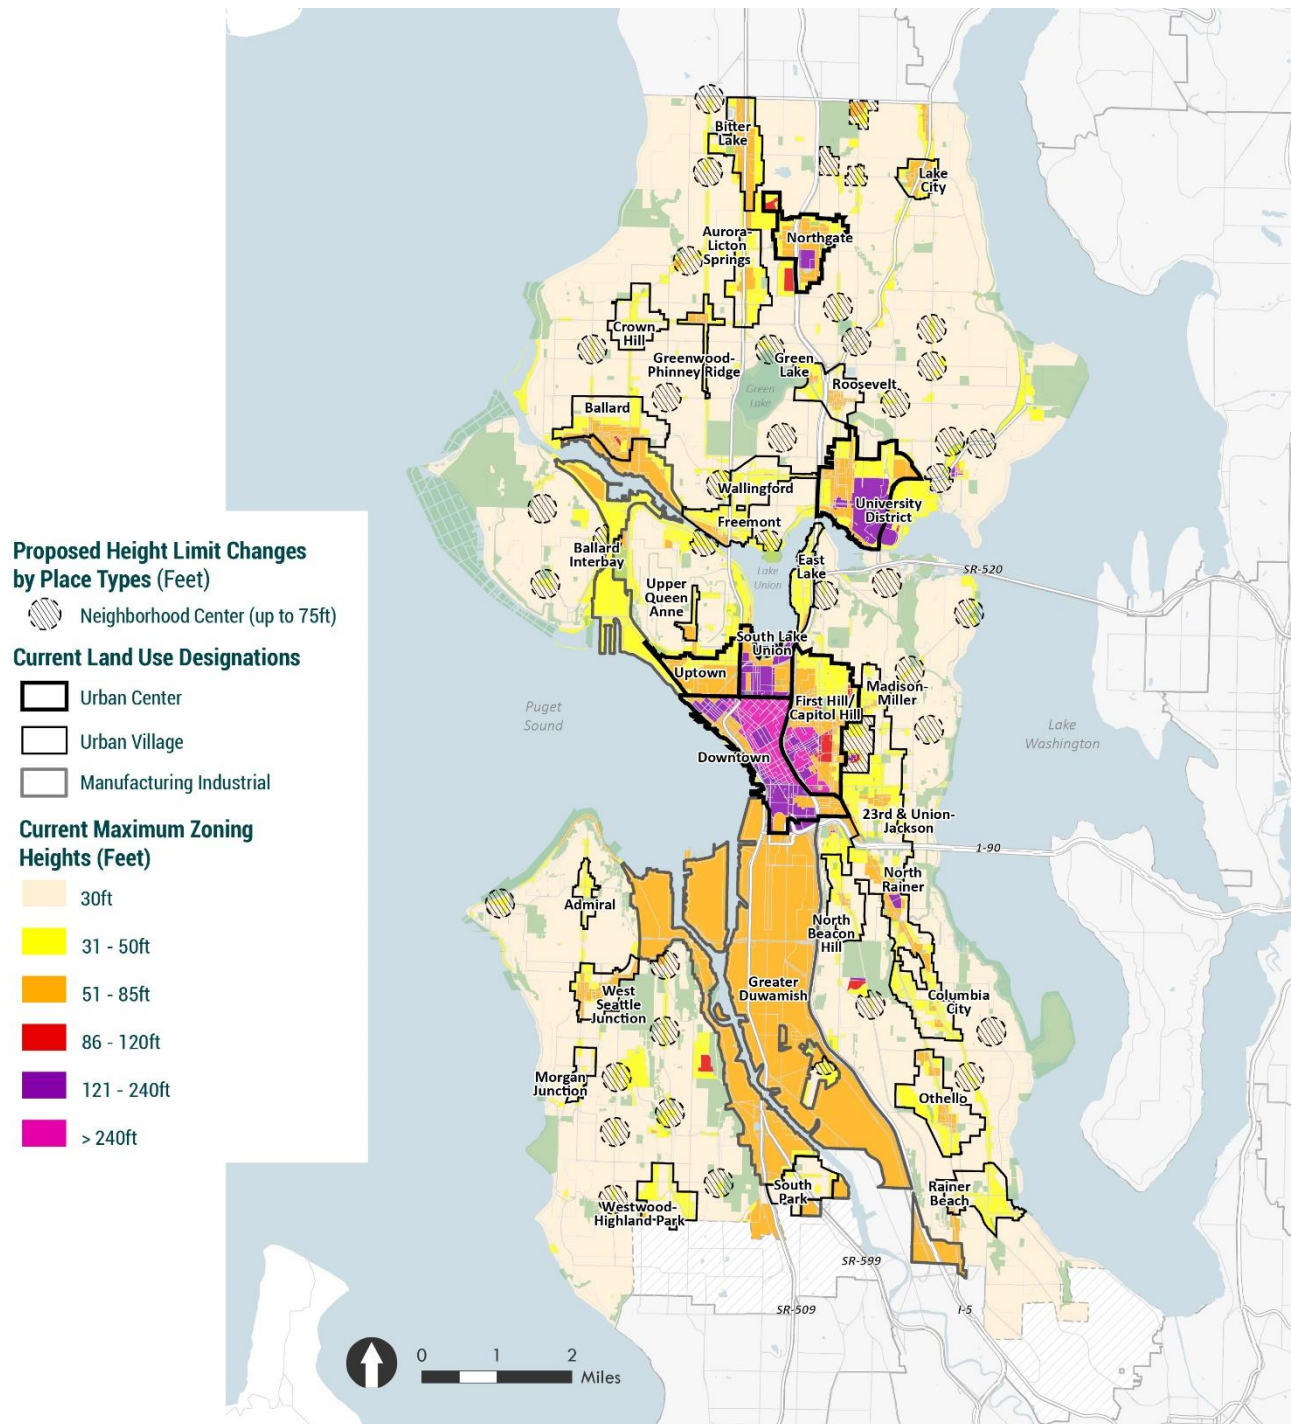 Proposed Height Limit Changes
by Place Types (Feet)
Neighborhood Center (up to 75ft)
Current Land Use Designations
Urban Center
Urban Village
Manufacturing Industrial
Current Maximum Zoning
Heights (Feet)
30ft
31 - 50ft
51 - 85ft
86 - 120ft
121 - 240ft
> 240ft
Bitter
Lake
Lake
City
Aurora-
Licton
Springs
Northgate
Crown
Hill
Greenwood-
Phinney Ridge
Green
Lake
Green
Lake
Roosevelt
Ballard
Wallingford
University
District
Freemont
Ballard
Interbay
Lake
Union
East
Lake
SR-520
Upper
Queen
Anne
South Lake
Union
Uptown
Madison-
Miller
First Hill/
Capitol Hill
Puget
Sound
Lake
Washington
Downtown
23rd & Union-
Jackson
1-90
North
Rainer
Admiral
North
Beacon
Hill
Greater
Duwamish
West
Seattle
Junction
Columbia
City
Morgan
Junction
Othello
South
Park
Rainer
Beach
Westwood-
Highland Park
SR-599
SR-509
I-5
0 1 2
Miles